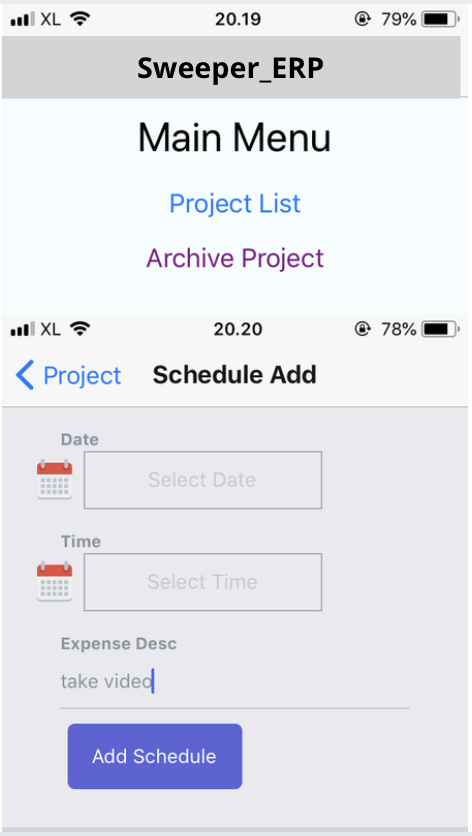 XL 20.19 79%
Sweeper_ERP
Main Menu
Project List
Archive Project
XL 20.20 78%
Project Schedule Add
Date
Select Date
Time
Select Time
Expense Desc
take video
Add Schedule